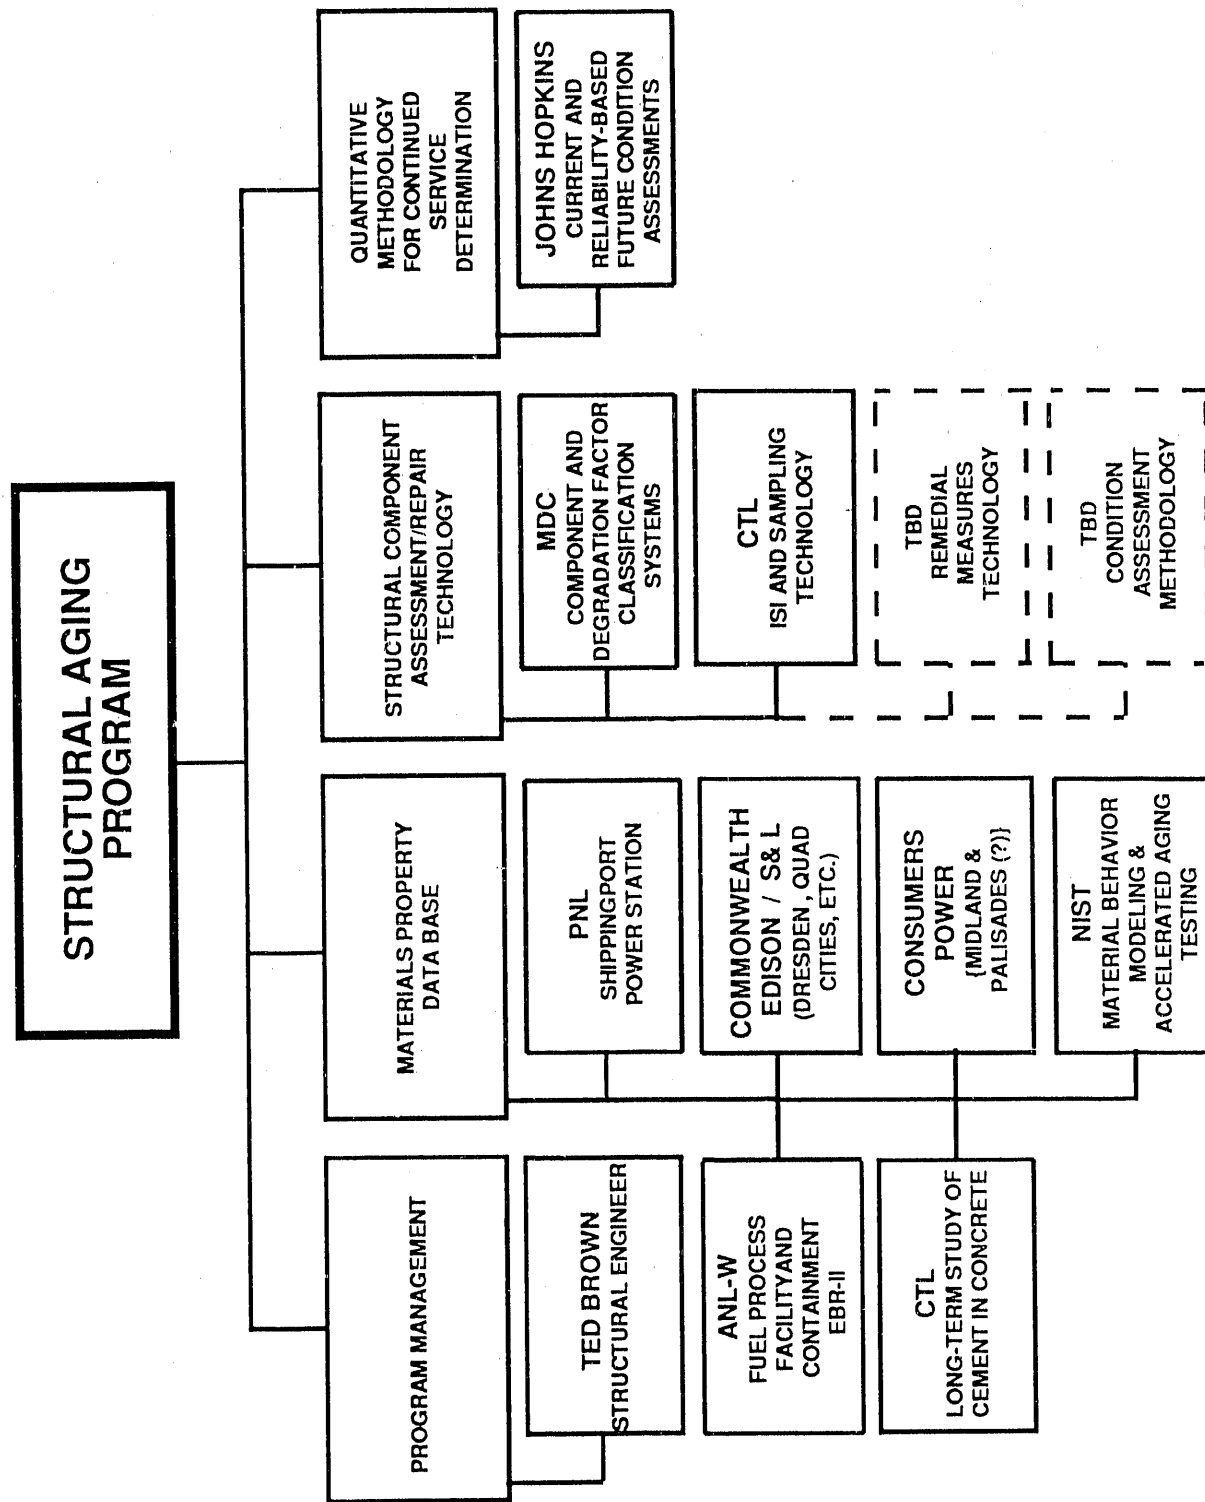 STRUCTURAL AGING
PROGRAM
PROGRAM MANAGEMENT
TED BROWN
STRUCTURAL ENGINEER
MATERIALS PROPERTY
DATA BASE
PNL
SHIPPINGPORT
POWER STATION
COMMONWEALTH
EDISON / S& L
(DRESDEN, QUAD
CITIES, ETC.)
ANL-W
FUEL PROCESS
FACILITYAND
CONTAINMENT
EBR-II
CONSUMERS
POWER
{MIDLAND &
PALISADES (?)}
CTL
LONG-TERM STUDY OF
CEMENT IN CONCRETE
NIST
MATERIAL BEHAVIOR
MODELING &
ACCELERATED AGING
TESTING
STRUCTURAL COMPONENT
ASSESSMENT/REPAIR
TECHNOLOGY
MDC
COMPONENT AND
DEGRADATION FACTOR
CLASSIFICATION
SYSTEMS
CTL
ISI AND SAMPLING
TECHNOLOGY
TBD
REMEDIAL
MEASURES
TECHNOLOGY
TBD
CONDITION
ASSESSMENT
METHODOLOGY
QUANTITATIVE
METHODOLOGY
FOR CONTINUED
SERVICE
DETERMINATION
JOHNS HOPKINS
CURRENT AND
RELIABILITY-BASED
FUTURE CONDITION
ASSESSMENTS